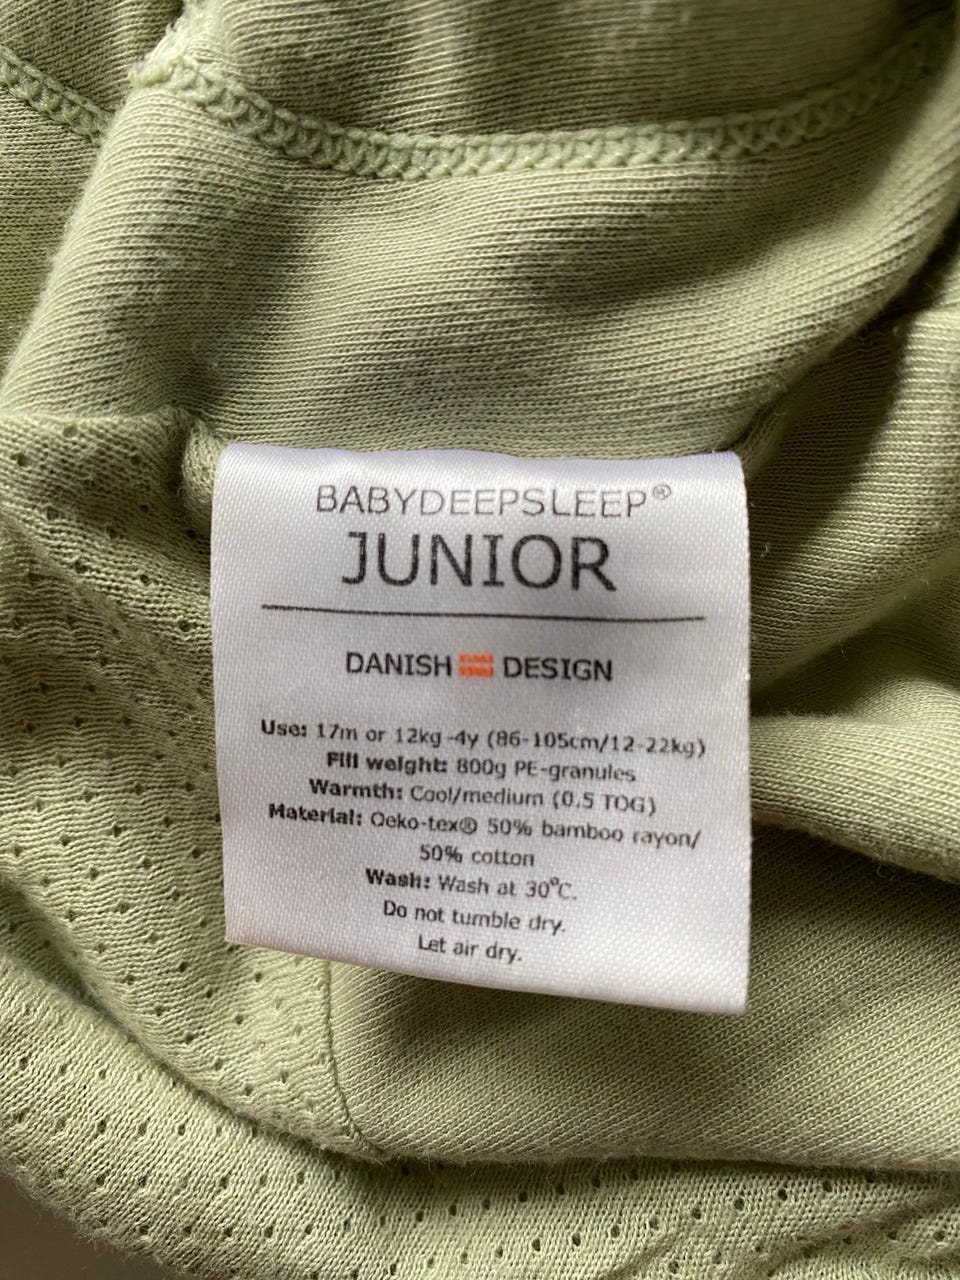 BABYDEEPSLEEP®
JUNIOR
DANISH DESIGN
Use: 17m or 12kg-4y (86-105cm/12-22kg)
Fill weight: 800g PE-granules
Warmth: Cool/medium (0.5 TOG)
Material: Oeko-tex® 50% bamboo rayon/
50% cotton
Wash: Wash at 30°C.
Do not tumble dry.
Let air dry.